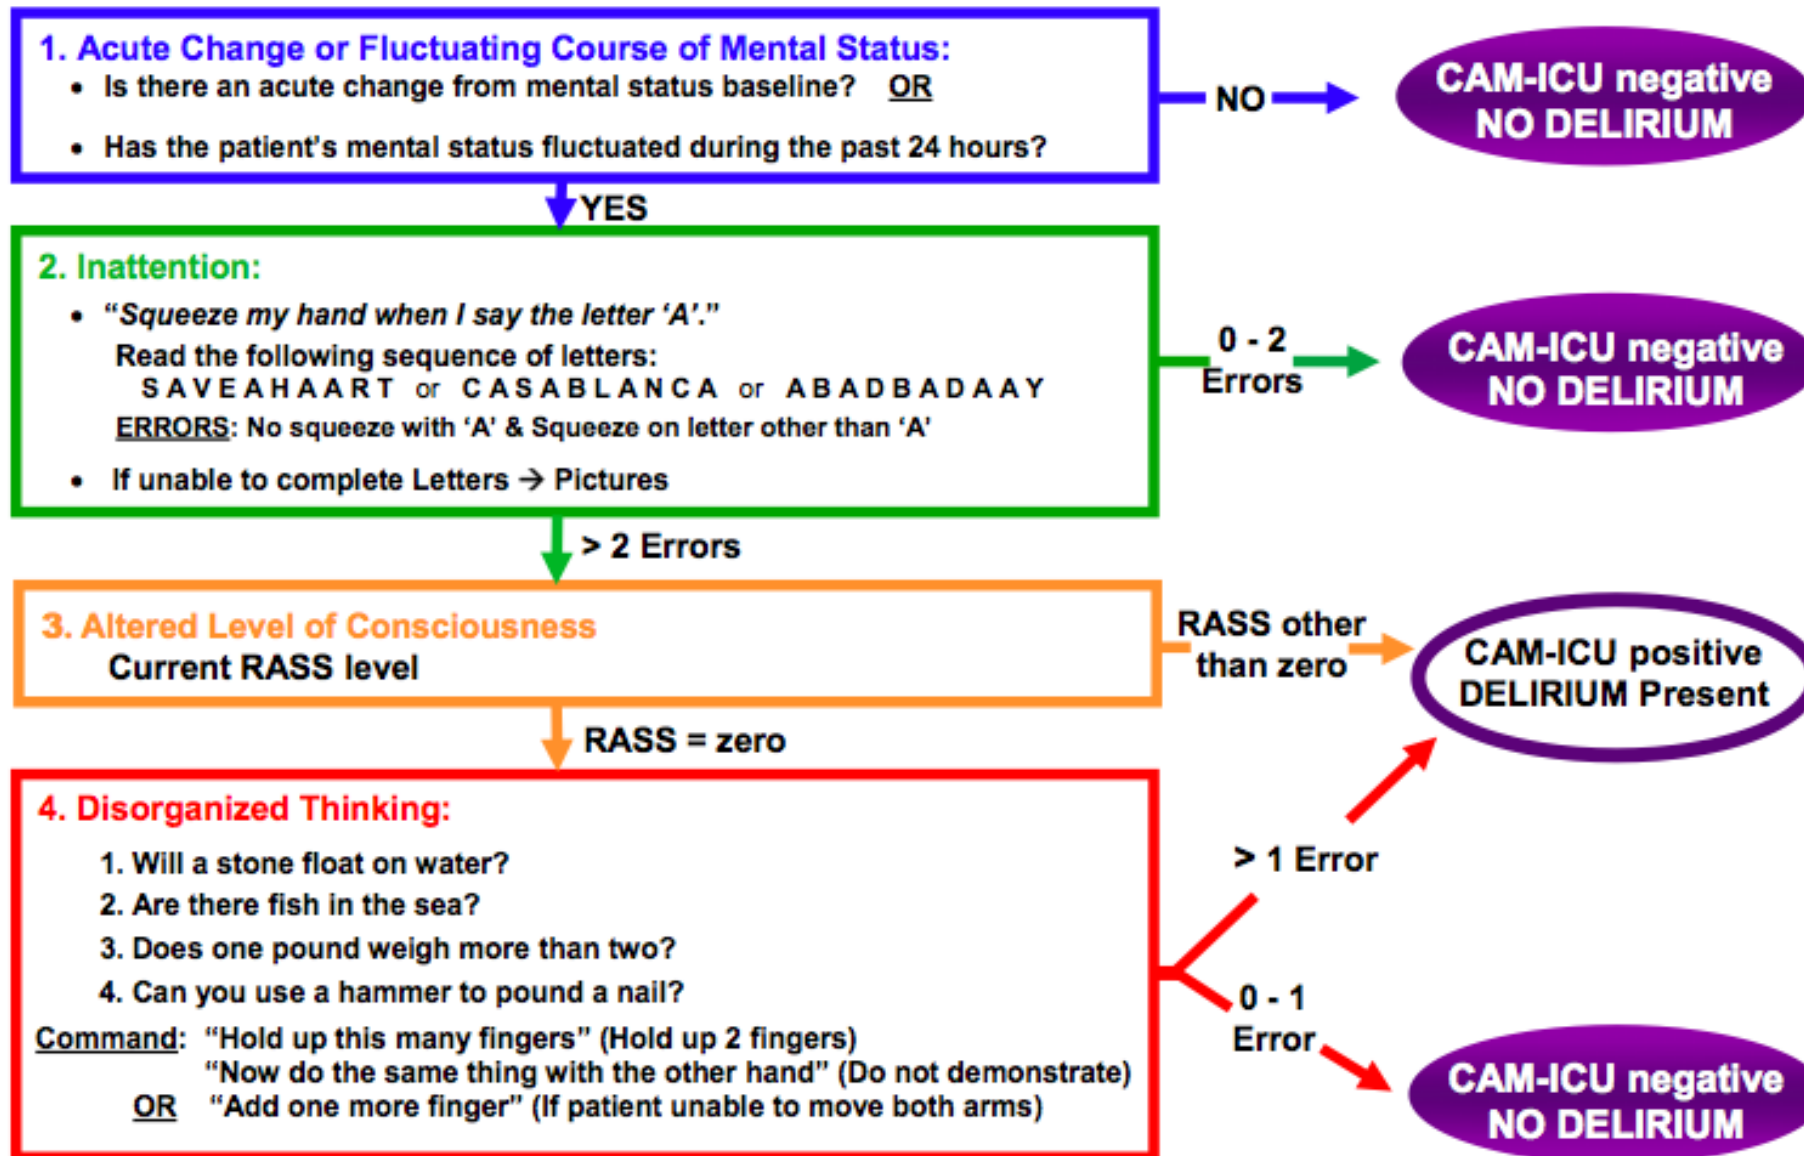 1. Acute Change or Fluctuating Course of Mental Status:
• Is there an acute change from mental status baseline? OR
• Has the patient’s mental status fluctuated during the past 24 hours?
NO
CAM-ICU negative
NO DELIRIUM
YES
2. Inattention:
• “Squeeze my hand when I say the letter ‘A’.”
Read the following sequence of letters:
S A V E A H A A R T or C A S A B L A N C A or A B A D B A D A A Y
ERRORS: No squeeze with ‘A’ & Squeeze on letter other than ‘A’
• If unable to complete Letters → Pictures
0 - 2
Errors
CAM-ICU negative
NO DELIRIUM
> 2 Errors
3. Altered Level of Consciousness
Current RASS level
RASS other
than zero
CAM-ICU positive
DELIRIUM Present
RASS = zero
4. Disorganized Thinking:
1. Will a stone float on water?
2. Are there fish in the sea?
3. Does one pound weigh more than two?
4. Can you use a hammer to pound a nail?
Command: “Hold up this many fingers” (Hold up 2 fingers)
“Now do the same thing with the other hand” (Do not demonstrate)
OR “Add one more finger” (If patient unable to move both arms)
> 1 Error
0 - 1
Error
CAM-ICU negative
NO DELIRIUM